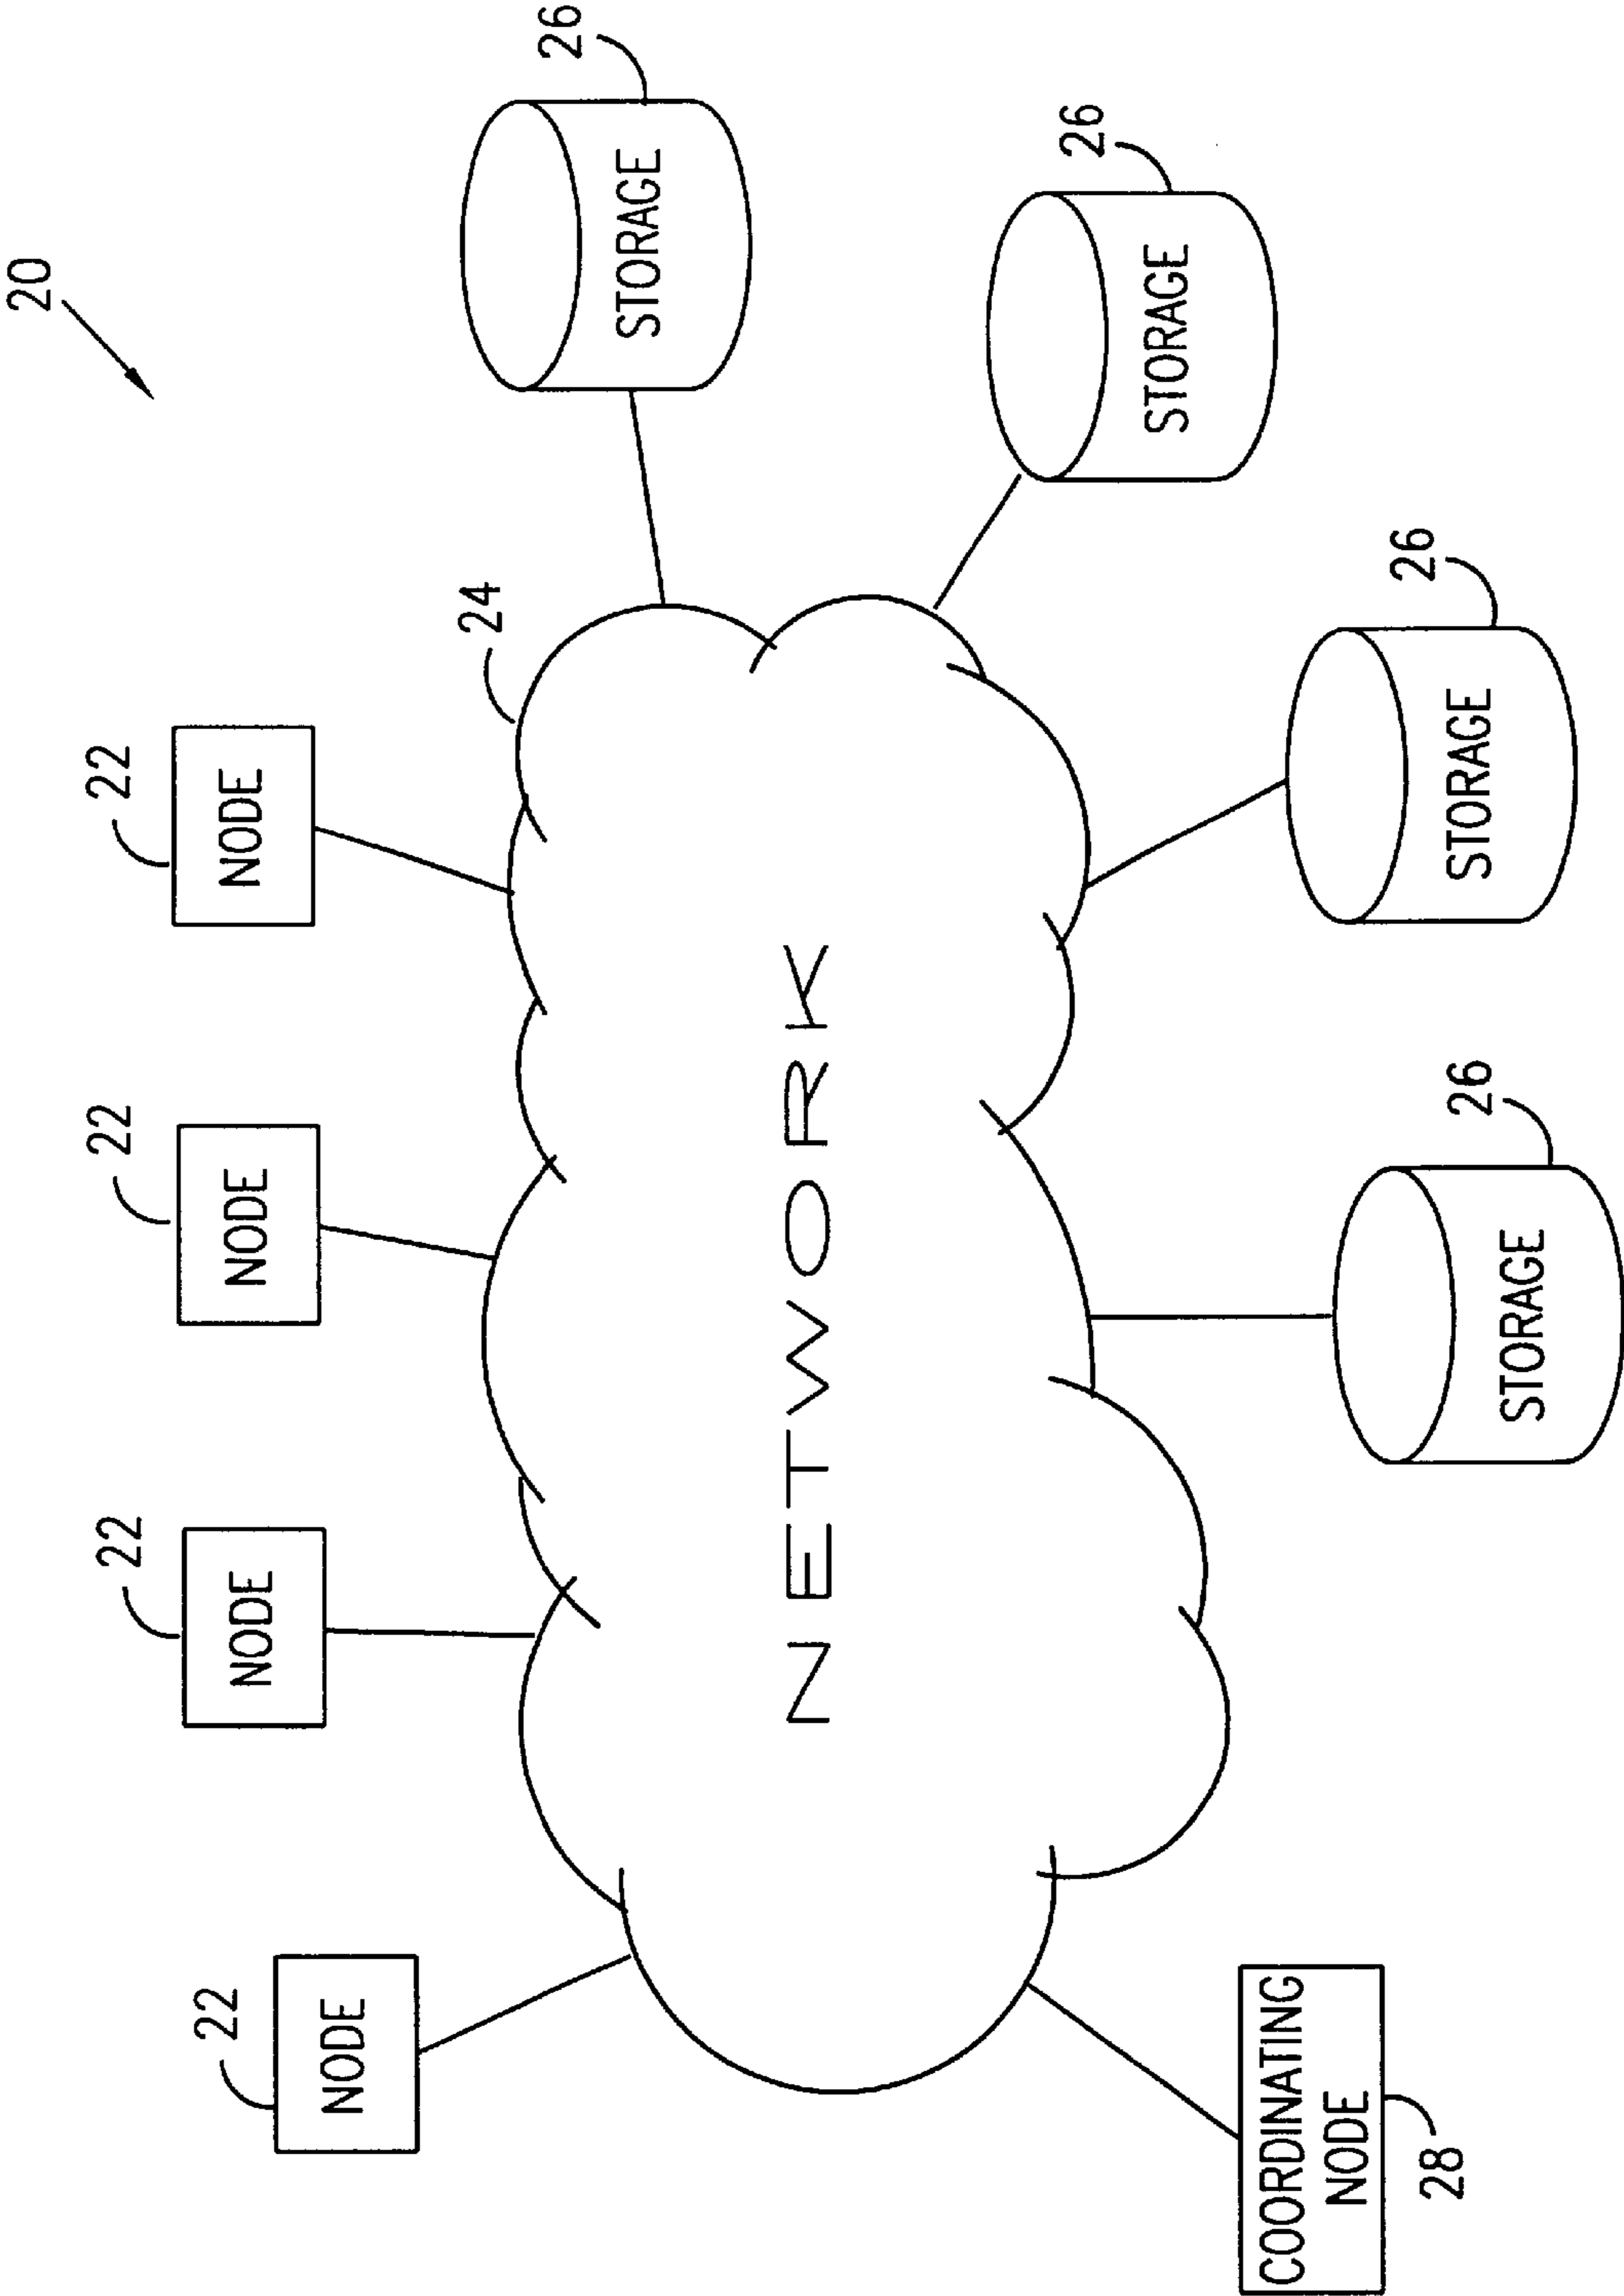 20
22
22
22
22
NODE
NODE
NODE
NODE
24
26
STORAGE
NETWORK
26
STORAGE
COORDINATING
NODE
28
26
STORAGE
26
STORAGE